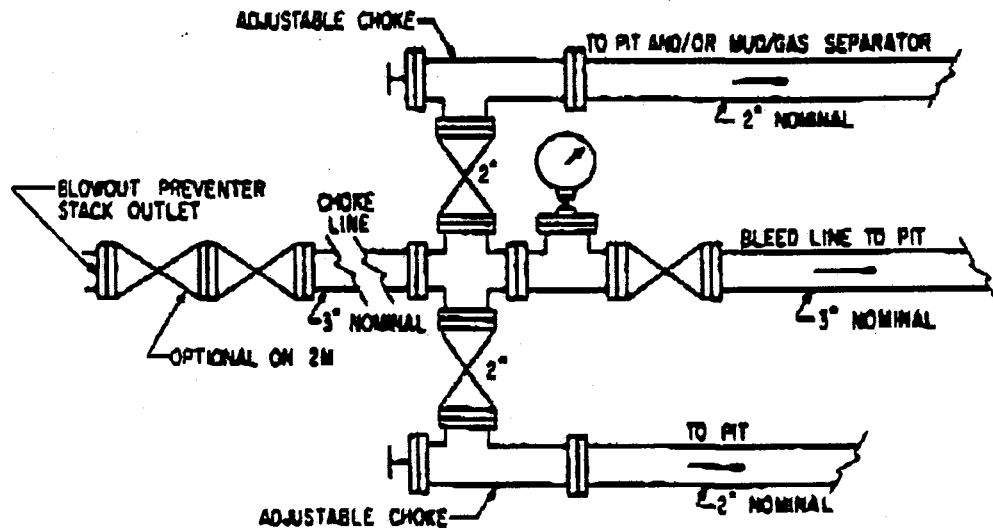 ADJUSTABLE CHOKE
TO PIT AND/OR MUD/GAS SEPARATOR
2" NOMINAL
2"
BLOWOUT PREVENTER
STACK OUTLET
CHOKE
LINE
BLEED LINE TO PIT
3" NOMINAL
3" NOMINAL
OPTIONAL ON 2M
2"
TO PIT
2" NOMINAL
ADJUSTABLE CHOKE